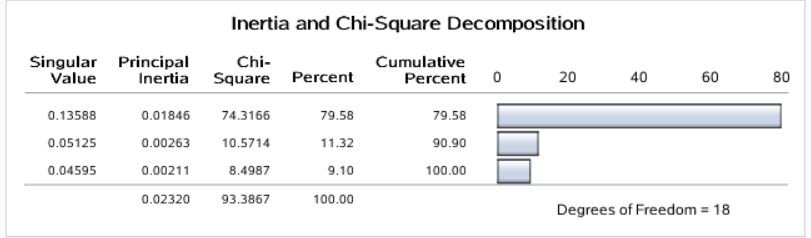 Inertia and Chi-Square Decomposition
Singular Value Principal Inertia Chi-Square Percent Cumulative Percent 0 20 40 60 80
0.13588 0.01846 74.3166 79.58 79.58
0.05125 0.00263 10.5714 11.32 90.90
0.04595 0.00211 8.4987 9.10 100.00
0.02320 93.3867 100.00
Degrees of Freedom = 18